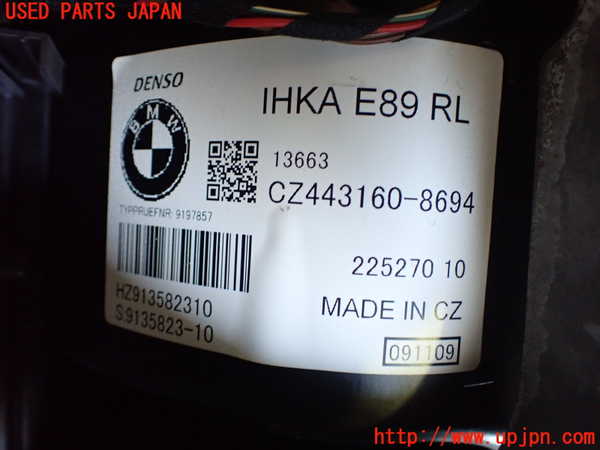 USED PARTS JAPAN
DENSO
BMW
IHKA E89 RL
13663
CZ443160-8694
TYPPRUEFNR: 9197857
225270 10
HZ913582310
S 9135823-10
MADE IN CZ
091109
http://www.upjpn.com/